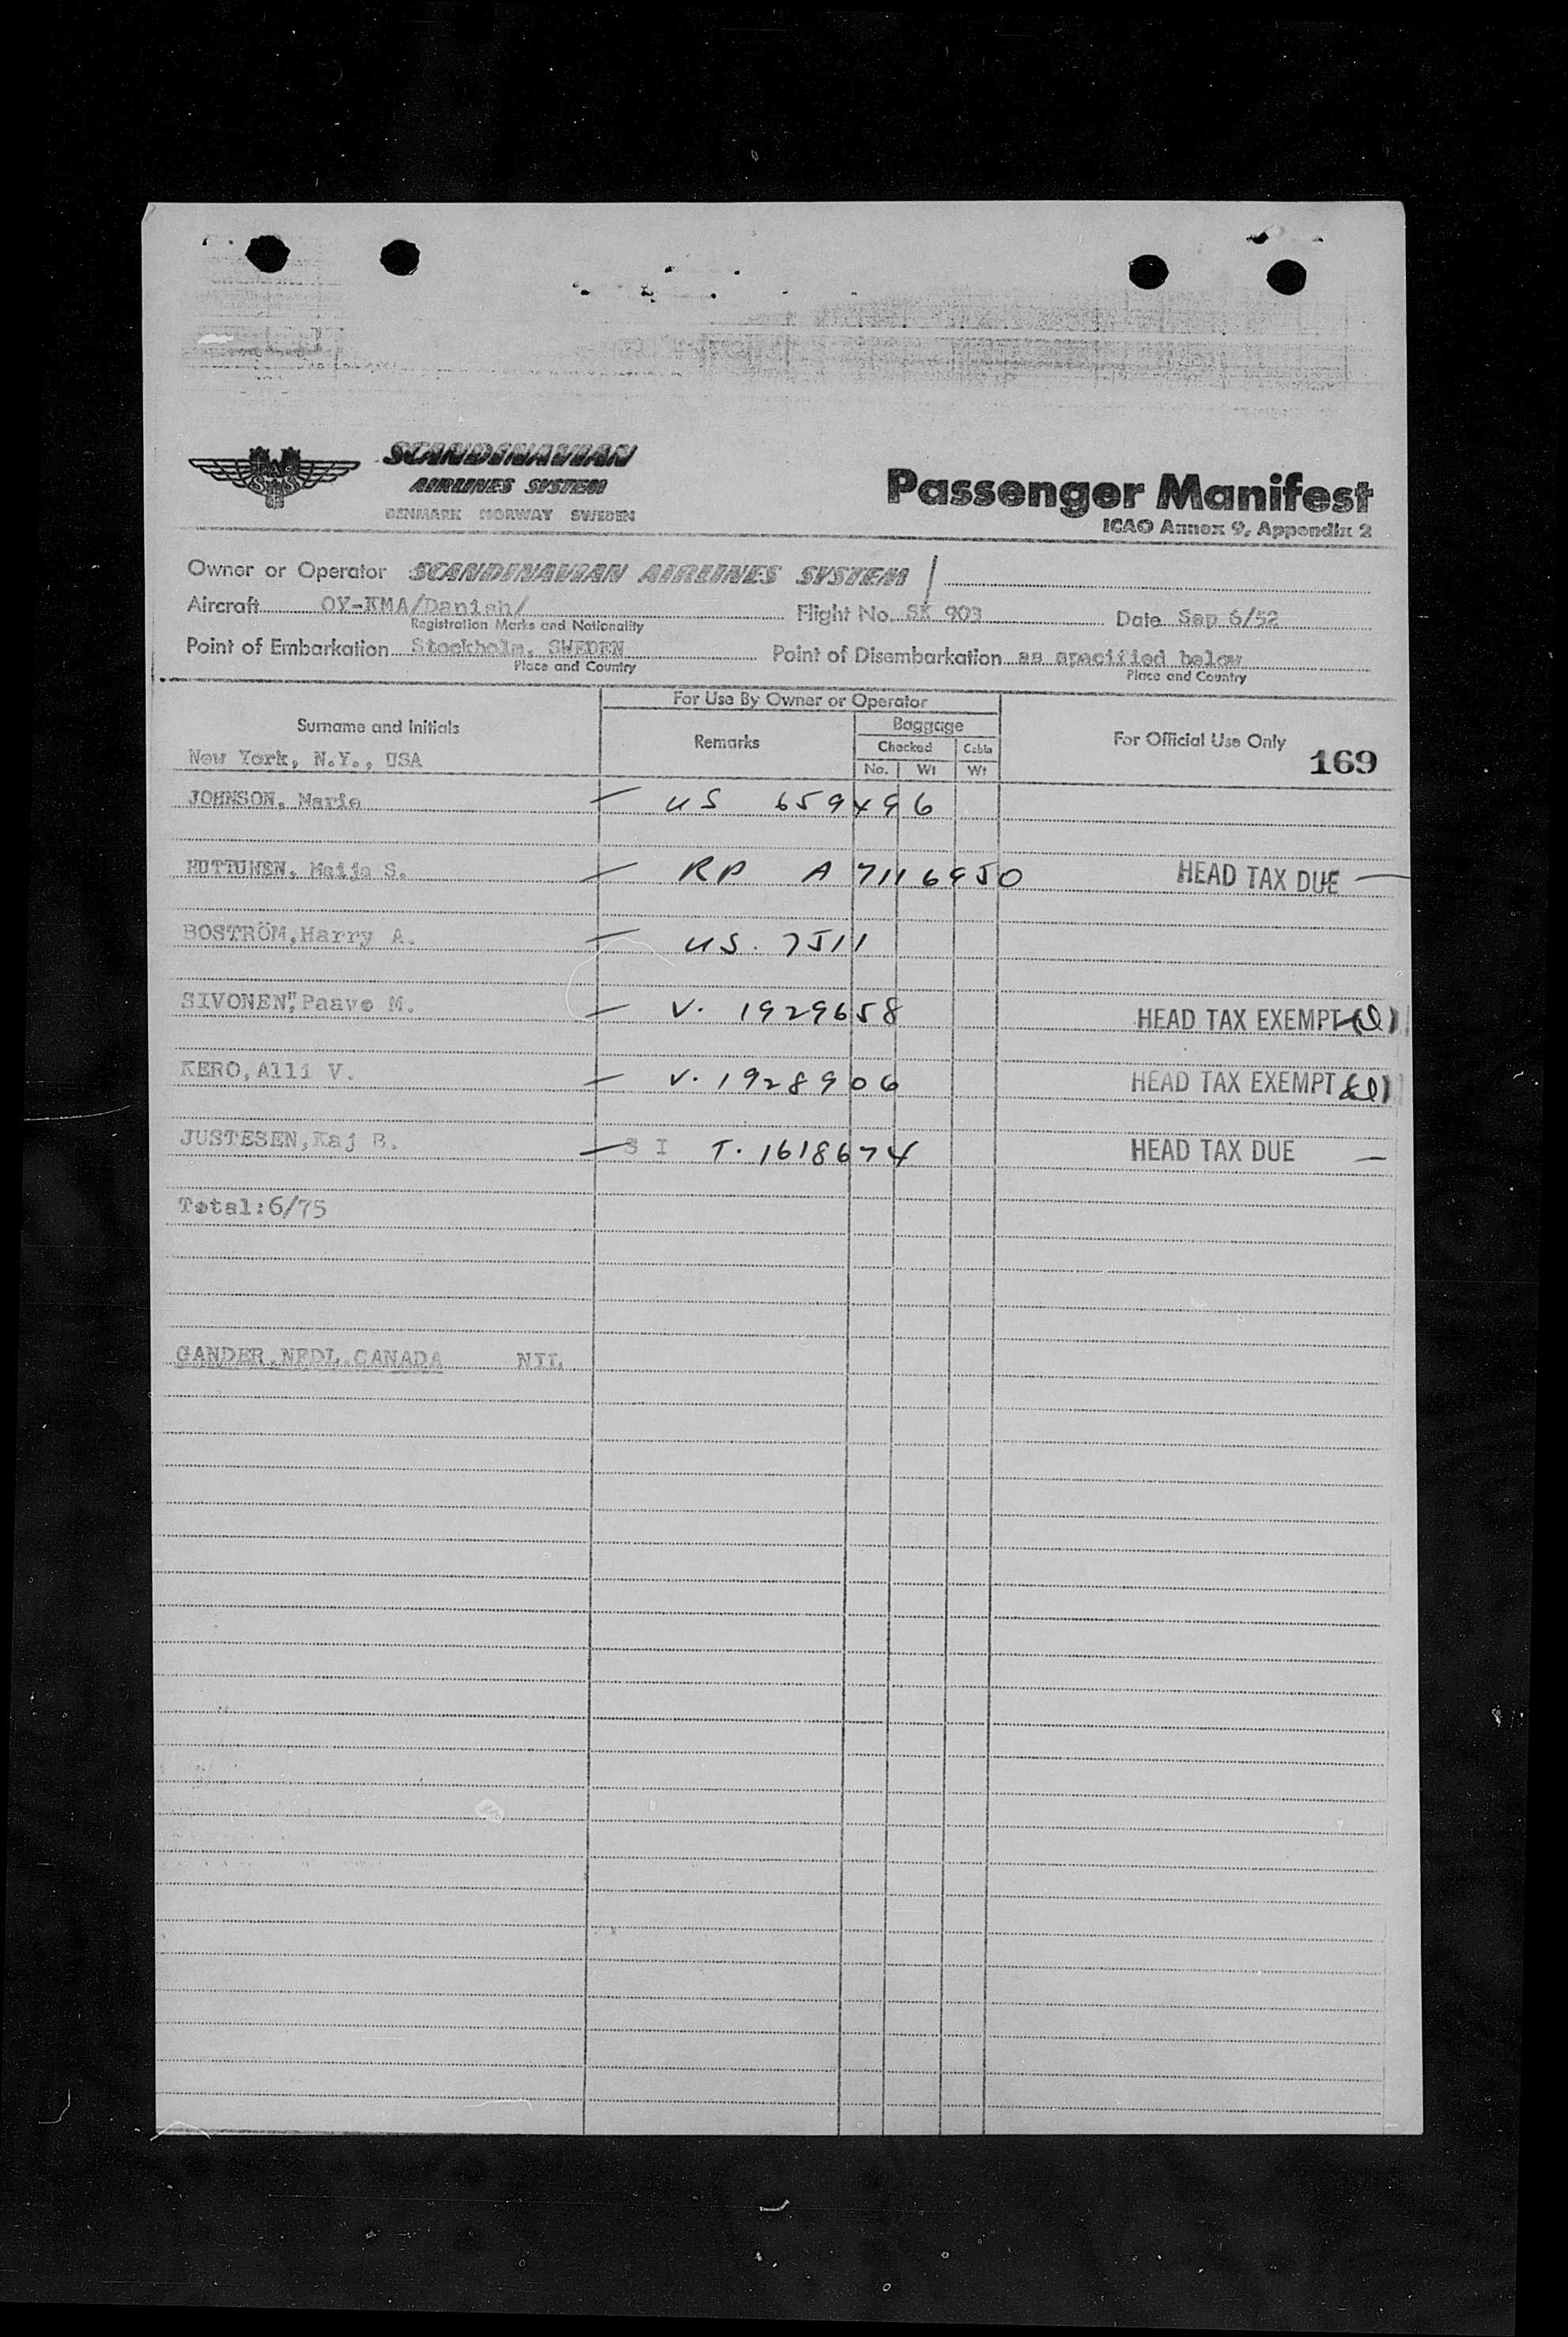 SCANDINAVIAN
AIRLINES SYSTEM
DENMARK NORWAY SWEDEN
Passenger Manifest
ICAO Annex 9, Appendix 2
Owner or Operator SCANDINAVIAN AIRLINES SYSTEM /
Aircraft OY-KMA/Danish/ Flight No. SK 903 Date Sep 6/52
Registration Marks and Nationality
Point of Embarkation Stockholm, SWEDEN Point of Disembarkation as specified below
Place and Country Place and Country
For Use By Owner or Operator
Surname and Initials Remarks Baggage For Official Use Only
Checked Cabin
New York, N.Y., USA No. Wt Wt 169
JOHNSON, Marie — US 659496
HUTTUNEN, Maija S. — RP A 7116950 HEAD TAX DUE —
BOSTRÖM, Harry A. — US. 7511
SIVONEN", Paavo M. — V. 1929658 HEAD TAX EXEMPT
KERO, Alli V. — V. 1928906 HEAD TAX EXEMPT
JUSTESEN, Kaj B. — S I T. 1618674 HEAD TAX DUE —
Total: 6/75
GANDER, NFDL, CANADA NIL